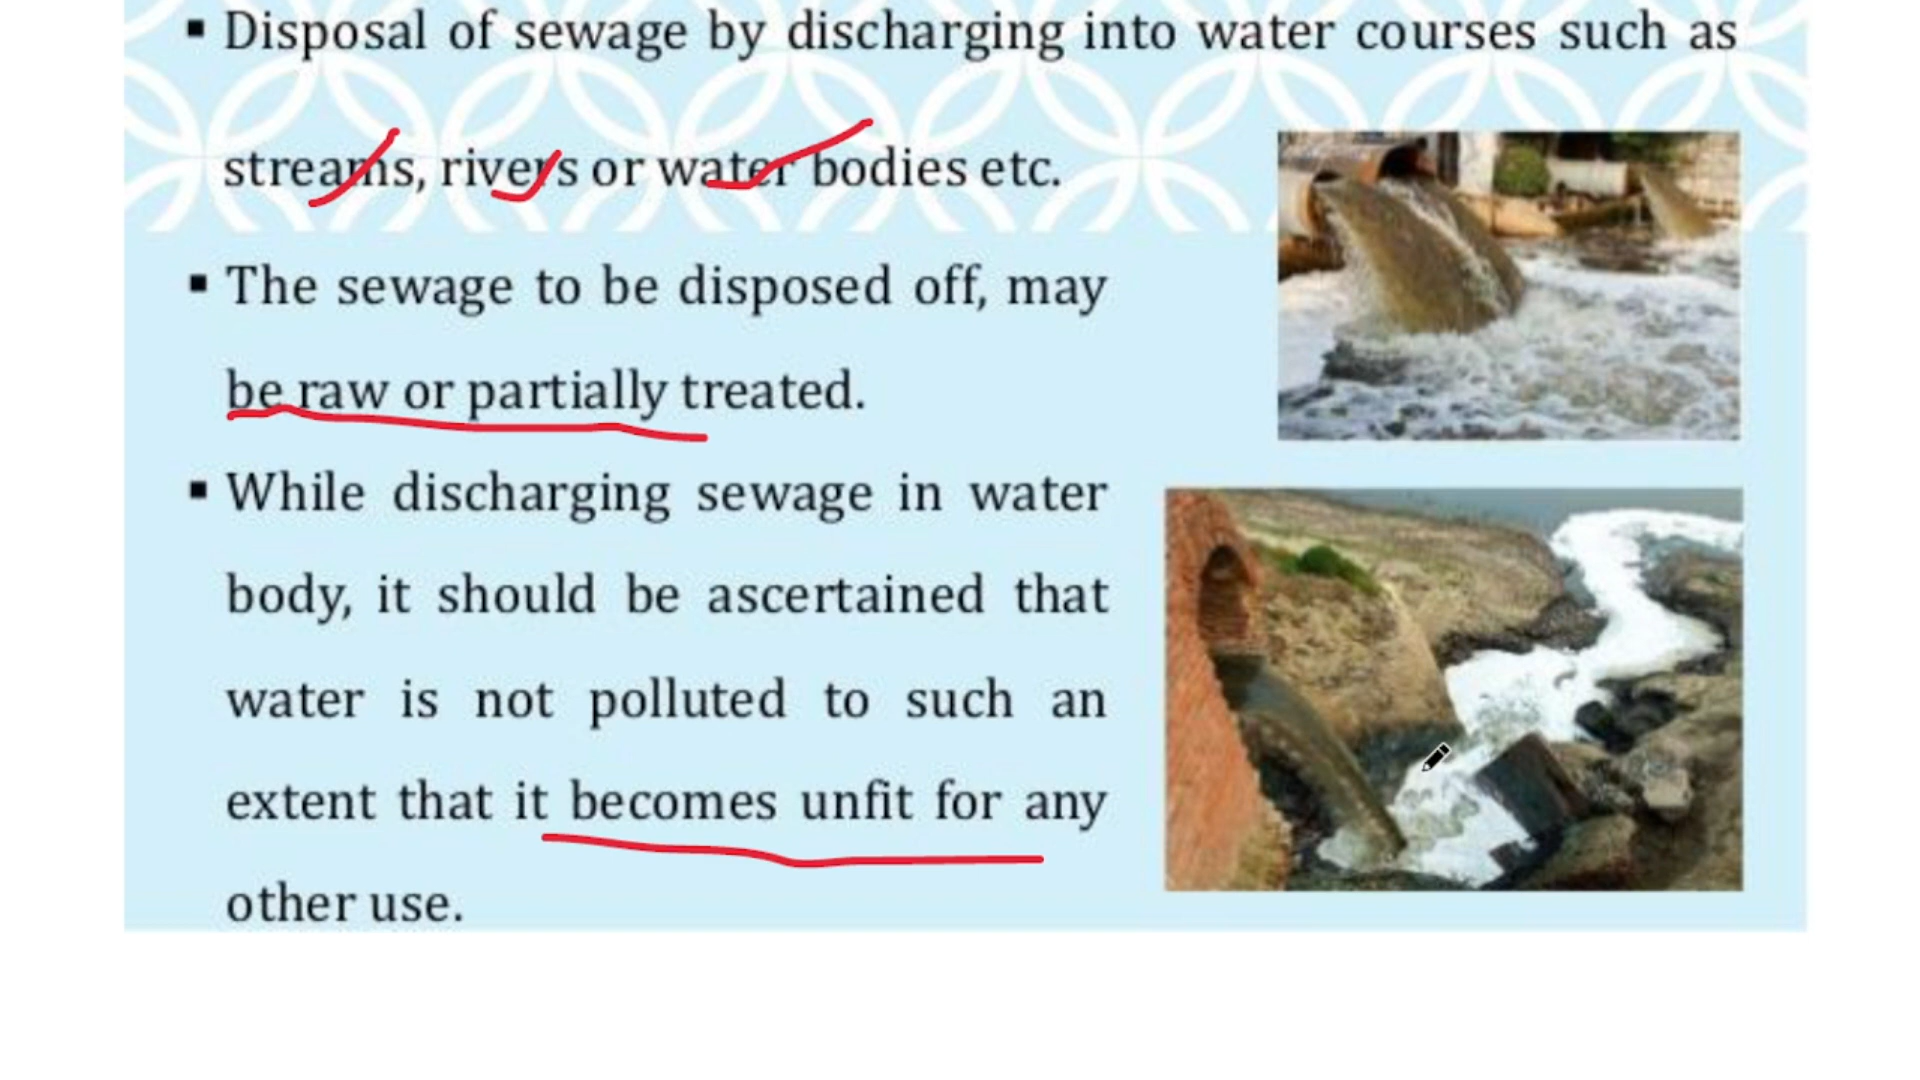 ▪ Disposal of sewage by discharging into water courses such as
streams, rivers or water bodies etc.
▪ The sewage to be disposed off, may
be raw or partially treated.
▪ While discharging sewage in water
body, it should be ascertained that
water is not polluted to such an
extent that it becomes unfit for any
other use.